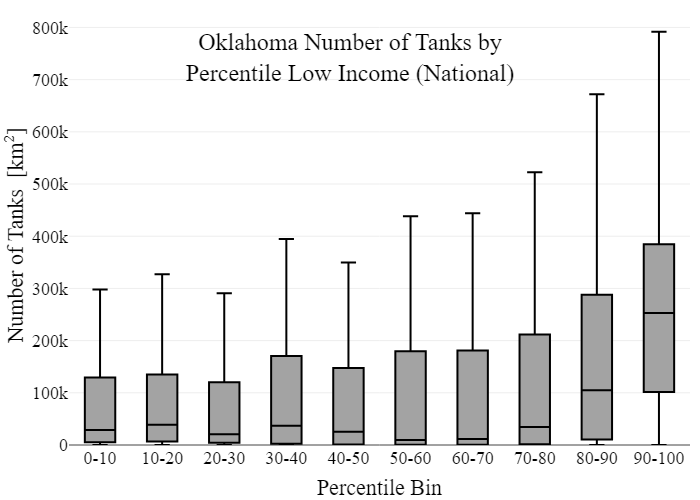 Oklahoma Number of Tanks by
Percentile Low Income (National)
Number of Tanks [km²]
800k
700k
600k
500k
400k
300k
200k
100k
0
0-10 10-20 20-30 30-40 40-50 50-60 60-70 70-80 80-90 90-100
Percentile Bin